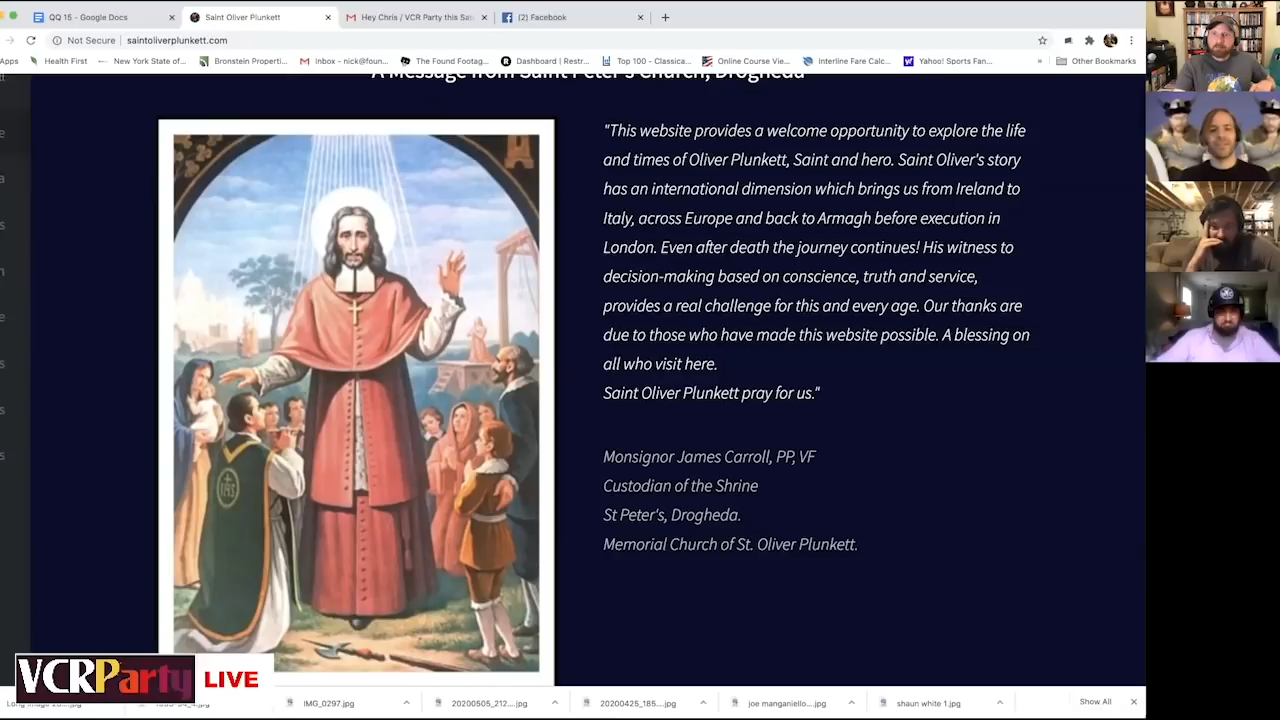 QQ 15 - Google Docs
Saint Oliver Plunkett
Hey Chris / VCR Party this Sa
(2) Facebook
Not Secure
saintoliverplunkett.com
Apps
Health First
New York State of...
Bronstein Properti...
Inbox - nick@foun...
The Found Footag...
Dashboard | Restr...
Top 100 - Classica...
Online Course Vie...
Interline Fare Calc...
Yahoo! Sports Fan...
»
Other Bookmarks
A Message from Saint Peter's Church, Drogheda
"This website provides a welcome opportunity to explore the life
and times of Oliver Plunkett, Saint and hero. Saint Oliver's story
has an international dimension which brings us from Ireland to
Italy, across Europe and back to Armagh before execution in
London. Even after death the journey continues! His witness to
decision-making based on conscience, truth and service,
provides a real challenge for this and every age. Our thanks are
due to those who have made this website possible. A blessing on
all who visit here.
Saint Oliver Plunkett pray for us."
Monsignor James Carroll, PP, VF
Custodian of the Shrine
St Peter's, Drogheda.
Memorial Church of St. Oliver Plunkett.
IHS
VCRParty LIVE
IMG_0297.jpg
20200505_212....jpg
20200425_185....jpg
joe manganiello....jpg
shaun white 1.jpg
Show All